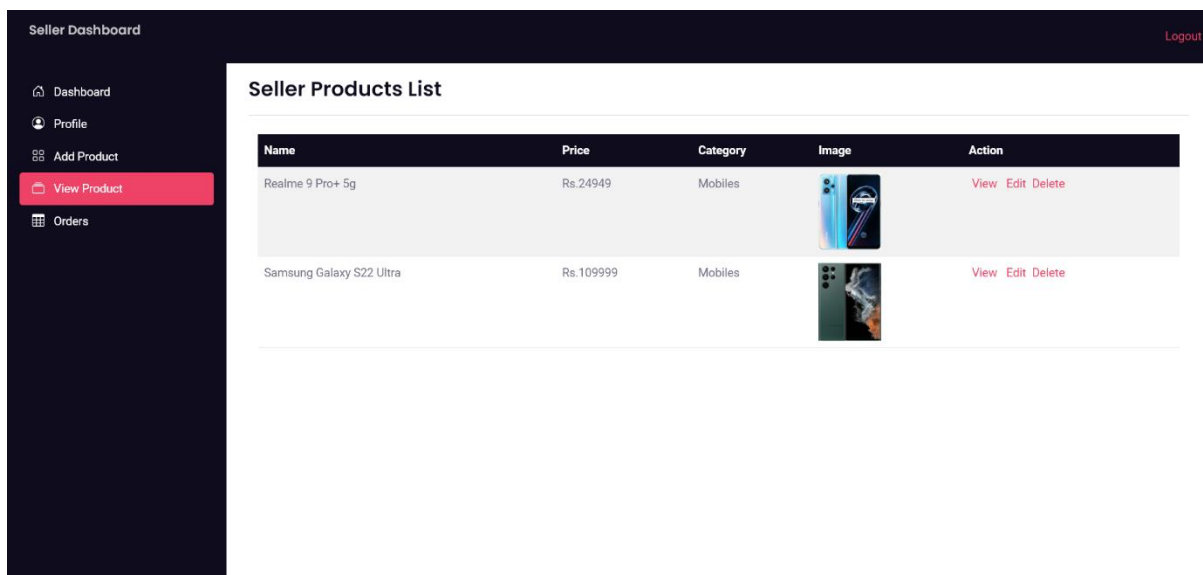 Seller Dashboard
Logout
Dashboard
Profile
Add Product
View Product
Orders
Seller Products List
Name Price Category Image Action
Realme 9 Pro+ 5g Rs.24949 Mobiles View Edit Delete
Samsung Galaxy S22 Ultra Rs.109999 Mobiles View Edit Delete